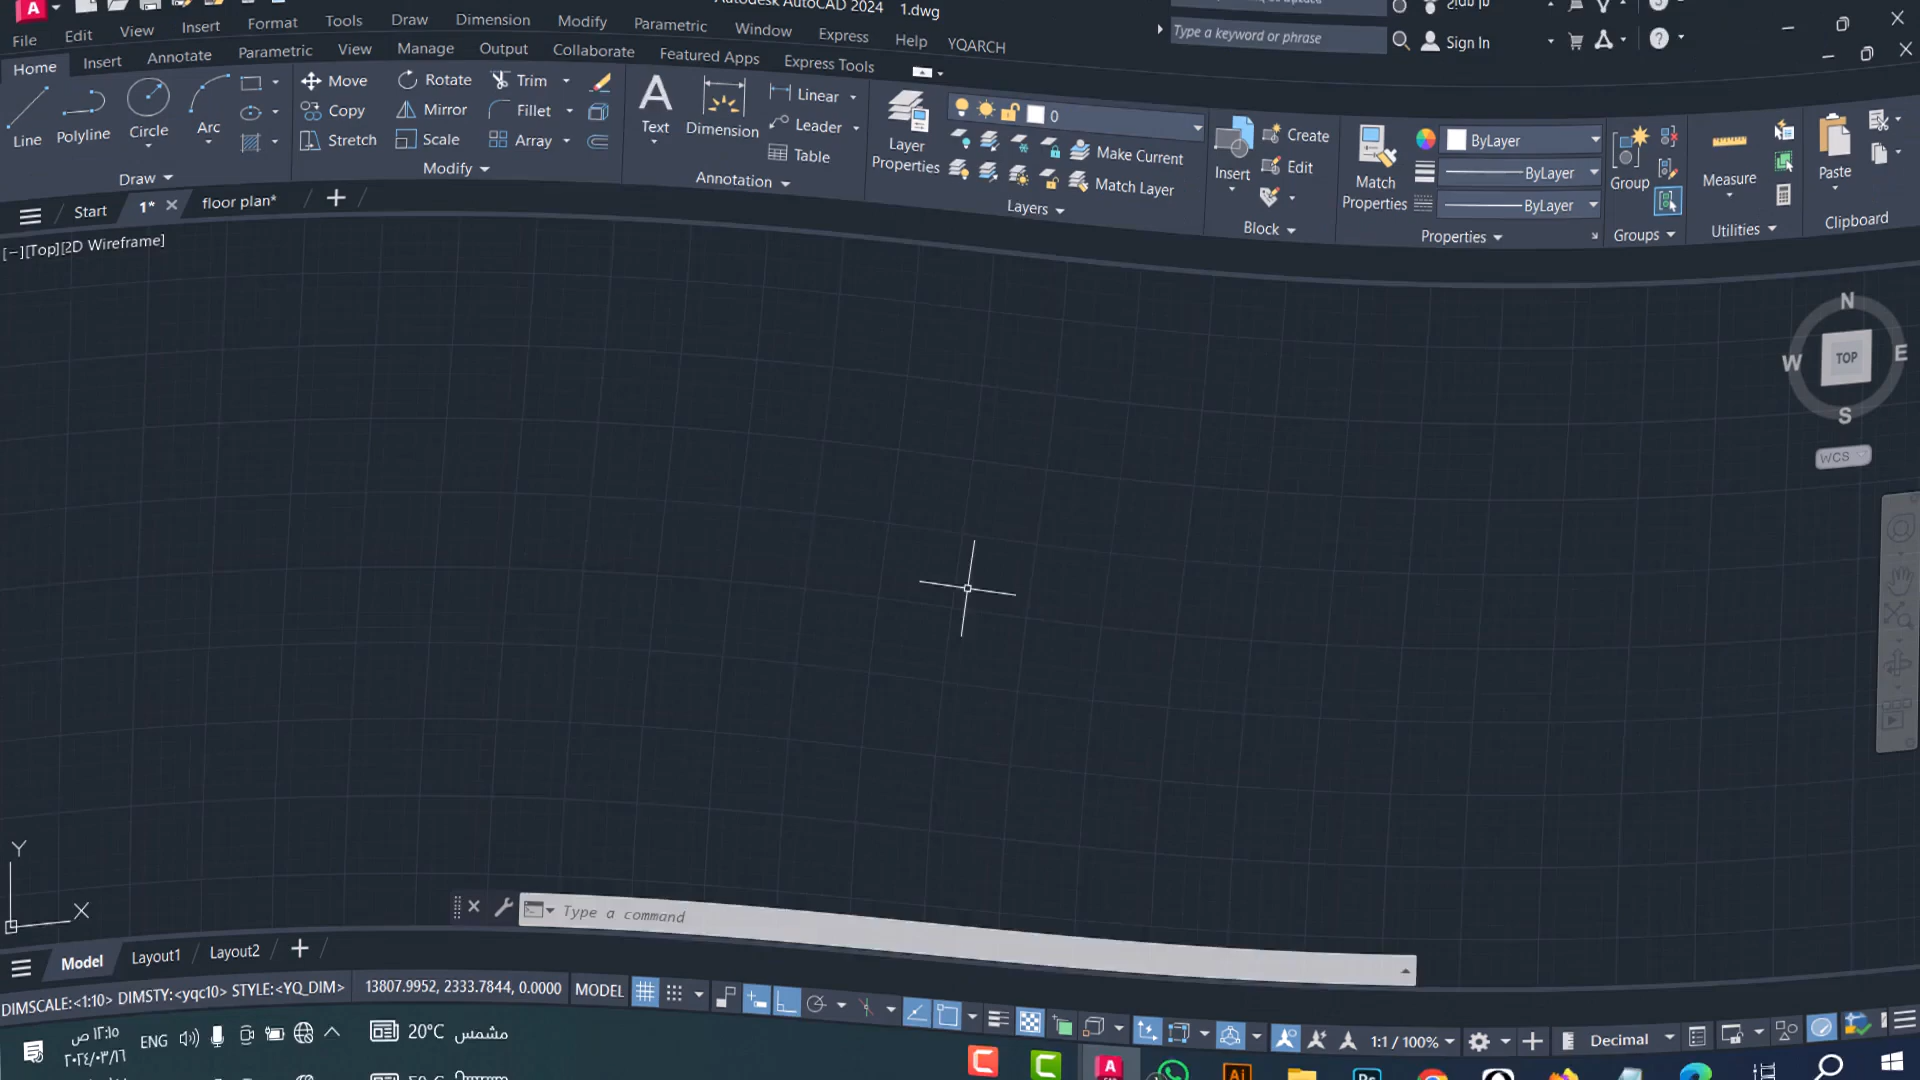 Autodesk AutoCAD 2024 1.dwg
File Edit View Insert Format Tools Draw Dimension Modify Parametric Window Express Help YQARCH
Type a keyword or phrase Sign In
Home Insert Annotate Parametric View Manage Output Collaborate Featured Apps Express Tools
Line Polyline Circle Arc
Draw
Move Rotate Trim
Copy Mirror Fillet
Stretch Scale Array
Modify
Text Dimension
Linear
Leader
Table
Annotation
Layer Properties
0
Make Current
Match Layer
Layers
Insert
Create
Edit
Block
Match Properties
ByLayer
ByLayer
ByLayer
Properties
Group
Groups
Measure
Utilities
Paste
Clipboard
Start 1* floor plan*
[−][Top][2D Wireframe]
N
W TOP E
S
WCS
Y
X
Type a command
Model Layout1 Layout2
DIMSCALE:<1:10> DIMSTY:<yqc10> STYLE:<YQ_DIM> 13807.9952, 2333.7844, 0.0000 MODEL
1:1 / 100% Decimal
١٢:١٥ ص
٢٠٢٤/٠٣/١٦
ENG
20°C مشمس